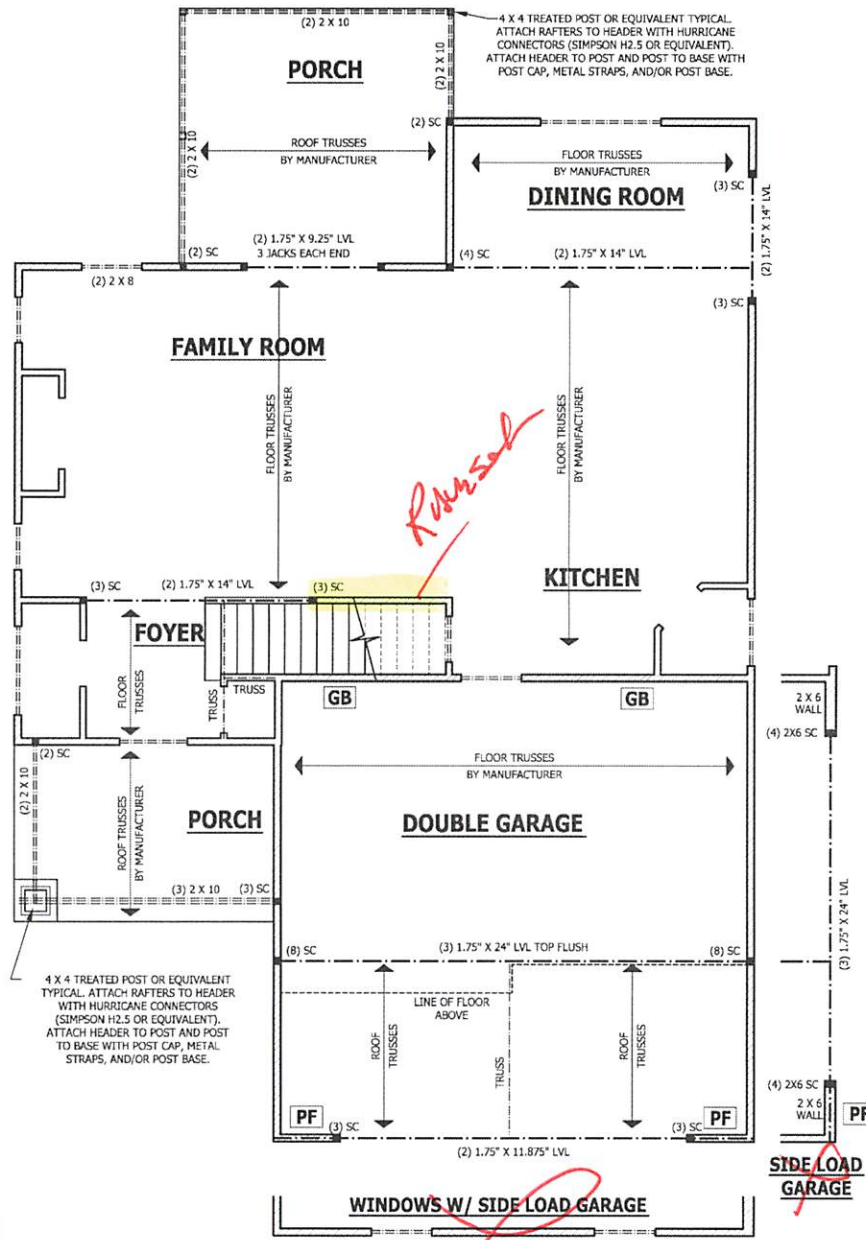 (2) 2 X 10
4 X 4 TREATED POST OR EQUIVALENT TYPICAL.
ATTACH RAFTERS TO HEADER WITH HURRICANE
CONNECTORS (SIMPSON H2.5 OR EQUIVALENT).
ATTACH HEADER TO POST AND POST TO BASE WITH
POST CAP, METAL STRAPS, AND/OR POST BASE.
PORCH
(2) 2 X 10
(2) 2 X 10
(2) SC
ROOF TRUSSES
BY MANUFACTURER
FLOOR TRUSSES
BY MANUFACTURER
DINING ROOM
(3) SC
(2) 1.75" X 14" LVL
(2) SC
(2) 1.75" X 9.25" LVL
3 JACKS EACH END
(4) SC
(2) 1.75" X 14" LVL
(3) SC
(2) 2 X 8
FAMILY ROOM
FLOOR TRUSSES
BY MANUFACTURER
FLOOR TRUSSES
BY MANUFACTURER
KITCHEN
(3) SC
(2) 1.75" X 14" LVL
(3) SC
FOYER
FLOOR
TRUSSES
TRUSS
TRUSS
GB
GB
2 X 6
WALL
(4) 2X6 SC
(2) SC
(2) 2 X 10
ROOF TRUSSES
BY MANUFACTURER
PORCH
FLOOR TRUSSES
BY MANUFACTURER
DOUBLE GARAGE
(3) 2 X 10
(3) SC
(3) 1.75" X 24" LVL
(8) SC
(3) 1.75" X 24" LVL TOP FLUSH
(8) SC
4 X 4 TREATED POST OR EQUIVALENT
TYPICAL. ATTACH RAFTERS TO HEADER
WITH HURRICANE CONNECTORS
(SIMPSON H2.5 OR EQUIVALENT).
ATTACH HEADER TO POST AND POST
TO BASE WITH POST CAP, METAL
STRAPS, AND/OR POST BASE.
LINE OF FLOOR
ABOVE
ROOF
TRUSSES
TRUSS
ROOF
TRUSSES
(4) 2X6 SC
2 X 6
WALL
PF
PF
(3) SC
(3) SC
PF
(2) 1.75" X 11.875" LVL
SIDE LOAD
GARAGE
WINDOWS W/ SIDE LOAD GARAGE